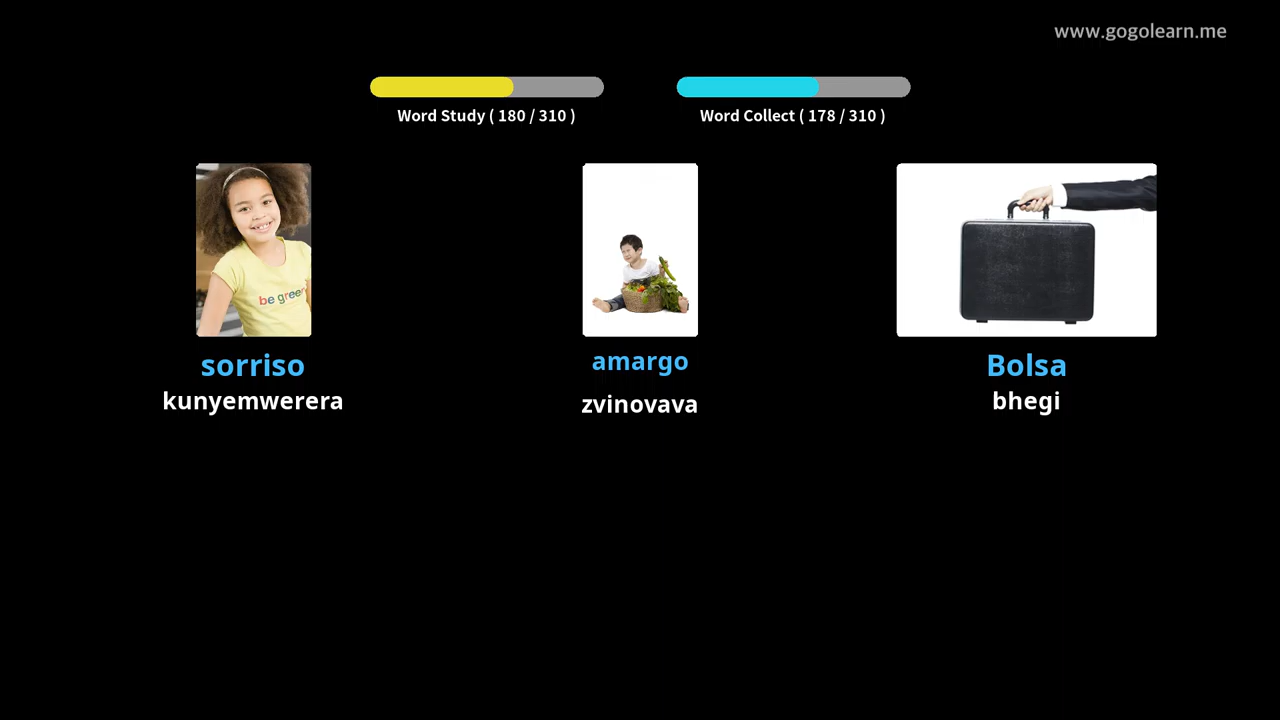 www.gogolearn.me
Word Study ( 180 / 310 )
Word Collect ( 178 / 310 )
be green
sorriso
amargo
Bolsa
kunyemwerera
zvinovava
bhegi